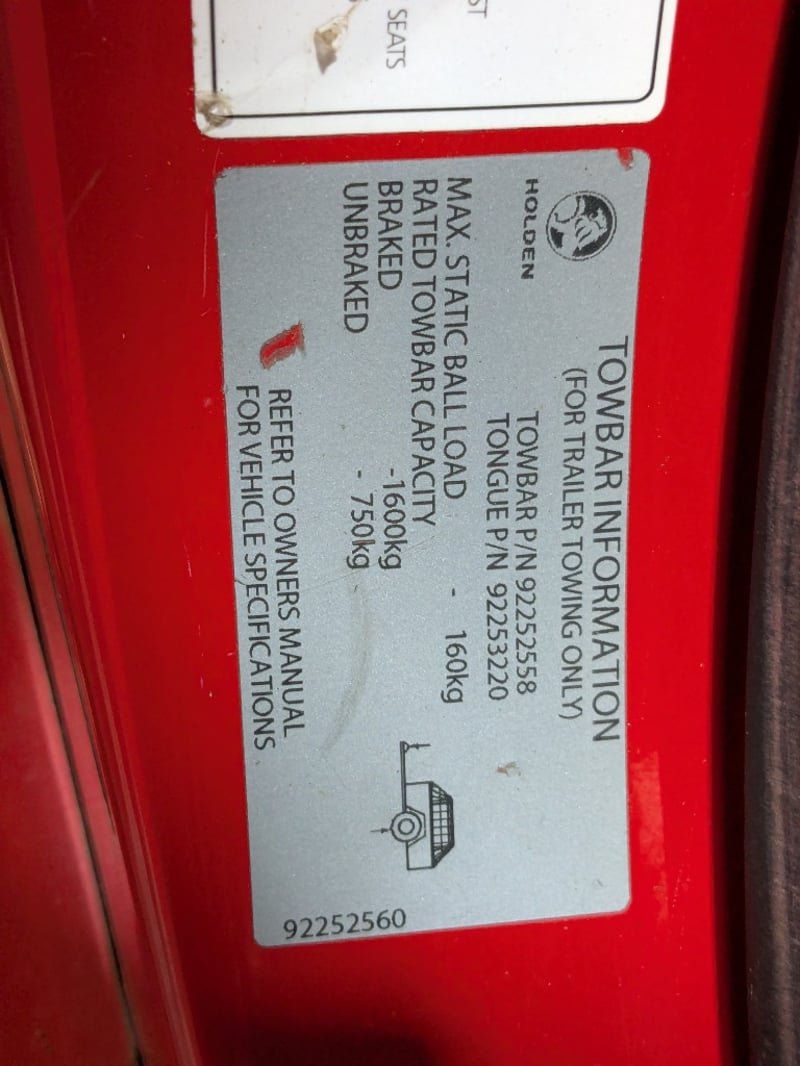 ST
SEATS
HOLDEN
TOWBAR INFORMATION
(FOR TRAILER TOWING ONLY)
TOWBAR P/N 92252558
TONGUE P/N 92253220
MAX. STATIC BALL LOAD - 160kg
RATED TOWBAR CAPACITY
BRAKED -1600kg
UNBRAKED - 750kg
REFER TO OWNERS MANUAL
FOR VEHICLE SPECIFICATIONS
92252560